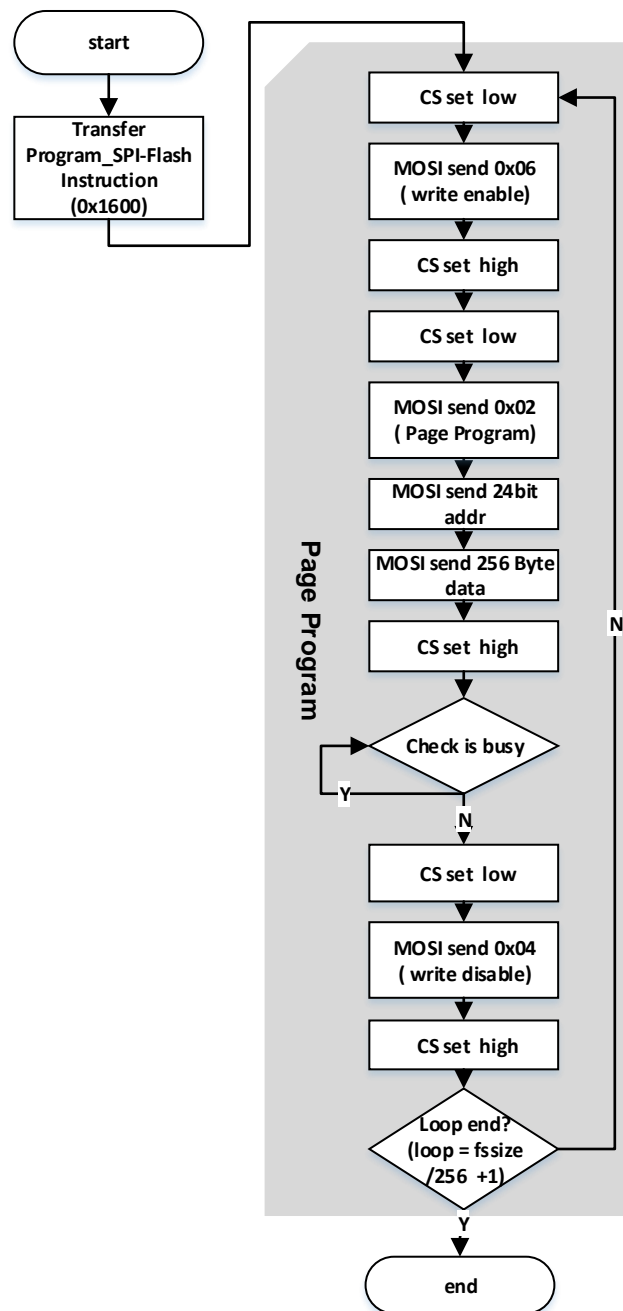 start
Transfer
Program_SPI-Flash
Instruction
(0x1600)
CS set low
MOSI send 0x06
( write enable)
CS set high
CS set low
MOSI send 0x02
( Page Program)
MOSI send 24bit
addr
MOSI send 256 Byte
data
CS set high
Page Program
N
Check is busy
Y
N
CS set low
MOSI send 0x04
( write disable)
CS set high
Loop end?
(loop = fssize
/256 +1)
Y
end